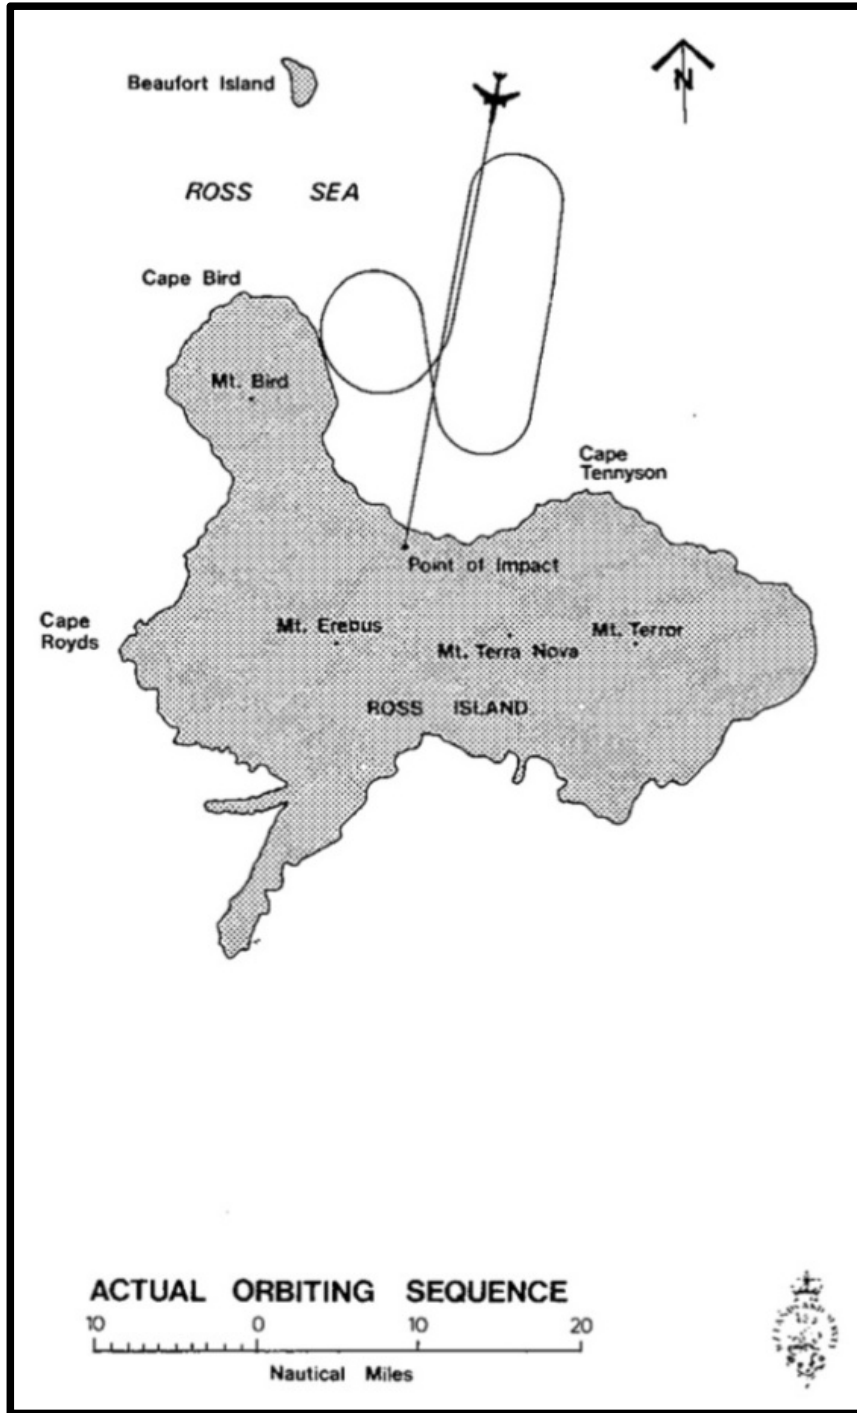 N
Beaufort Island
ROSS SEA
Cape Bird
Mt. Bird
Cape
Tennyson
Point of Impact
Cape
Royds
Mt. Erebus
Mt. Terra Nova
Mt. Terror
ROSS ISLAND
ACTUAL ORBITING SEQUENCE
10 0 10 20
Nautical Miles